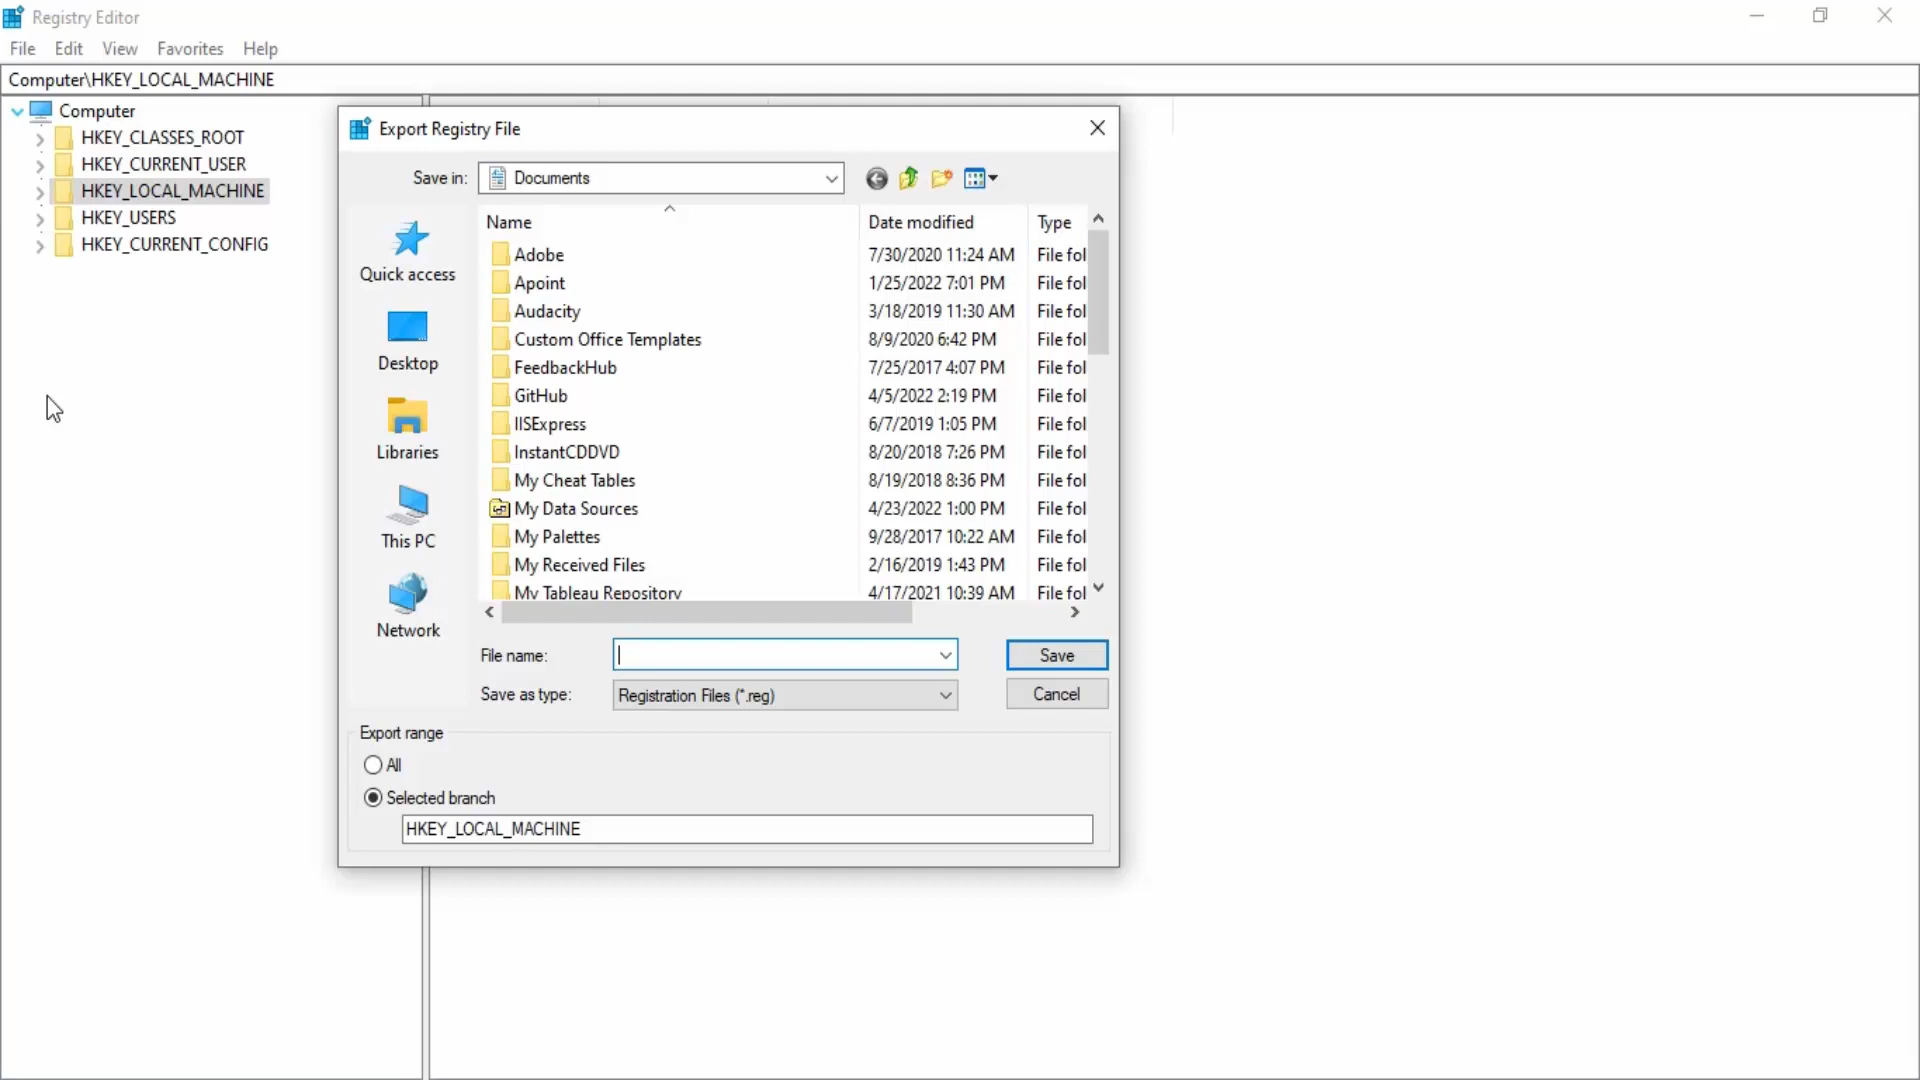 Registry Editor
File Edit View Favorites Help
Computer\HKEY_LOCAL_MACHINE
Computer
HKEY_CLASSES_ROOT
HKEY_CURRENT_USER
HKEY_LOCAL_MACHINE
HKEY_USERS
HKEY_CURRENT_CONFIG
Export Registry File
Save in: Documents
Quick access
Desktop
Libraries
This PC
Network
Name Date modified Type
Adobe 7/30/2020 11:24 AM File fol
Apoint 1/25/2022 7:01 PM File fol
Audacity 3/18/2019 11:30 AM File fol
Custom Office Templates 8/9/2020 6:42 PM File fol
FeedbackHub 7/25/2017 4:07 PM File fol
GitHub 4/5/2022 2:19 PM File fol
IISExpress 6/7/2019 1:05 PM File fol
InstantCDDVD 8/20/2018 7:26 PM File fol
My Cheat Tables 8/19/2018 8:36 PM File fol
My Data Sources 4/23/2022 1:00 PM File fol
My Palettes 9/28/2017 10:22 AM File fol
My Received Files 2/16/2019 1:43 PM File fol
My Tableau Repository 4/17/2021 10:39 AM File fol
File name: Save
Save as type: Registration Files (*.reg) Cancel
Export range
All
Selected branch
HKEY_LOCAL_MACHINE